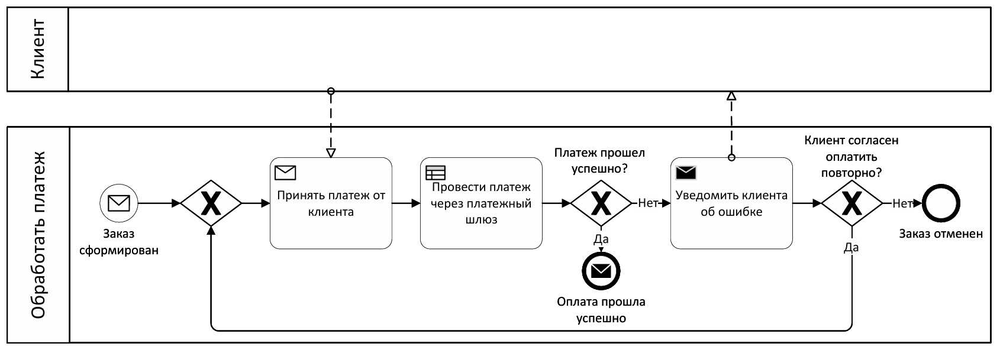 Клиент
Обработать платеж
Заказ
сформирован
Принять платеж от
клиента
Провести платеж
через платежный
шлюз
Платеж прошел
успешно?
Нет
Да
Оплата прошла
успешно
Уведомить клиента
об ошибке
Клиент согласен
оплатить
повторно?
Нет
Да
Заказ отменен